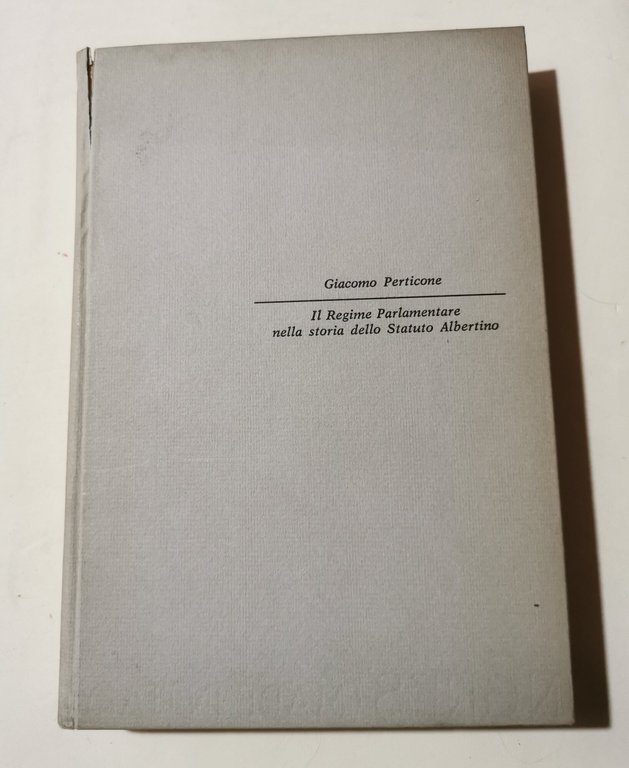 Giacomo Perticone
Il Regime Parlamentare
nella storia dello Statuto Albertino